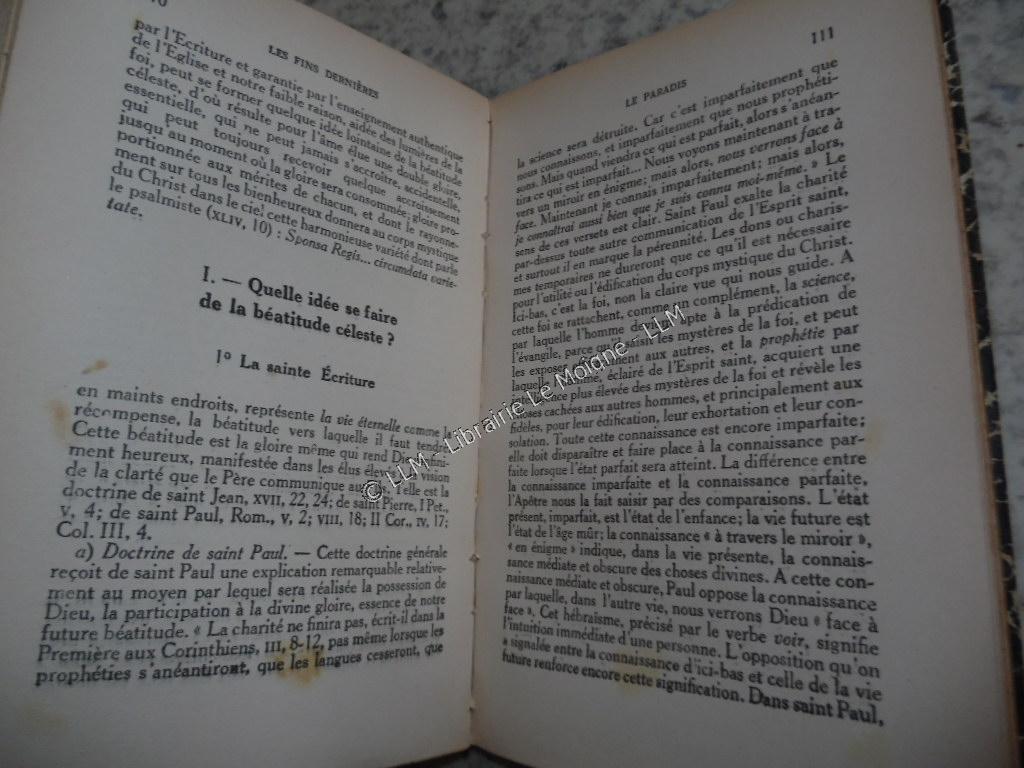 LES FINS DERNIÈRES
par l'Ecriture et garantie par l'enseignement authentique
de l'Eglise et notre faible raison, aidée des lumières de la
foi, peut se former quelque idée lointaine de la béatitude
céleste, d'où résulte pour l'âme élue une double gloire,
essentielle, qui ne peut jamais s'accroître, accidentelle,
qui peut toujours recevoir quelque accroissement
jusqu'au moment où la gloire sera consommée; gloire pro-
portionnée aux mérites de chacun, et dont le rayonne-
ment sur tous les bienheureux donnera au corps mystique
du Christ dans le ciel cette harmonieuse variété dont parle
le psalmiste (XLIV, 10) : Sponsa Regis... circumdata varie-
tate.
I. — Quelle idée se faire
de la béatitude céleste ?
1º La sainte Écriture
en maints endroits, représente la vie éternelle comme la
récompense, la béatitude vers laquelle il faut tendre.
Cette béatitude est la gloire même qui rend Dieu infini-
ment heureux, manifestée dans les élus élevés vision
de la clarté que le Père communique au Telle est la
doctrine de saint Jean, XVII, 22, 24; de saint Pierre, I Pet.,
v, 4; de saint Paul, Rom., v, 2; VIII, 18; II Cor., IV, 17;
Col. III, 4.
a) Doctrine de saint Paul. — Cette doctrine générale
reçoit de saint Paul une explication remarquable relative-
ment au moyen par lequel sera réalisée la possession de
Dieu, la participation à la divine gloire, essence de notre
future béatitude. « La charité ne finira pas, écrit-il dans la
Première aux Corinthiens, III, 8-12, pas même lorsque les
prophéties s'anéantiront, que les langues cesseront, que
111
LE PARADIS
la science sera détruite. Car c'est imparfaitement que
nous connaissons, et imparfaitement que nous prophéti-
sons. Mais quand viendra ce qui est parfait, alors s'anéan-
tira ce qui est imparfait... Nous voyons maintenant à tra-
vers un miroir en énigme; mais alors, nous verrons face à
face. Maintenant je connais imparfaitement; mais alors,
je connaîtrai aussi bien que je suis connu moi-même. » Le
sens de ces versets est clair. Saint Paul exalte la charité
par-dessus toute autre communication de l'Esprit saint,
et surtout il en marque la pérennité. Les dons ou charis-
mes temporaires ne dureront que ce qu'il est nécessaire
pour l'utilité ou l'édification du corps mystique du Christ.
Ici-bas, c'est la foi, non la claire vue qui nous guide. A
cette foi se rattachent, comme un complément, la science,
par laquelle l'homme de adapte à la prédication de
l'évangile, parce qu'il saisit les mystères de la foi, et peut
les exposer ment aux autres, et la prophétie par
laquelle l'homme, éclairé de l'Esprit saint, acquiert une
intelligence plus élevée des mystères de la foi et révèle les
choses cachées aux autres hommes, et principalement aux
fidèles, pour leur édification, leur exhortation et leur con-
solation. Toute cette connaissance est encore imparfaite;
elle doit disparaître et faire place à la connaissance par-
faite lorsque l'état parfait sera atteint. La différence entre
la connaissance imparfaite et la connaissance parfaite,
l'Apôtre nous la fait saisir par des comparaisons. L'état
présent, imparfait, est l'état de l'enfance; la vie future est
l'état de l'âge mûr; la connaissance « à travers le miroir »,
« en énigme » indique, dans la vie présente, la connais-
sance médiate et obscure des choses divines. A cette con-
naissance médiate et obscure, Paul oppose la connaissance
par laquelle, dans l'autre vie, nous verrons Dieu « face à
face ». Cet hébraïsme, précisé par le verbe voir, signifie
l'intuition immédiate d'une personne. L'opposition qu'on
a signalée entre la connaissance d'ici-bas et celle de la vie
future renforce encore cette signification. Dans saint Paul,
© LLM - Librairie Le Moigne - LLM